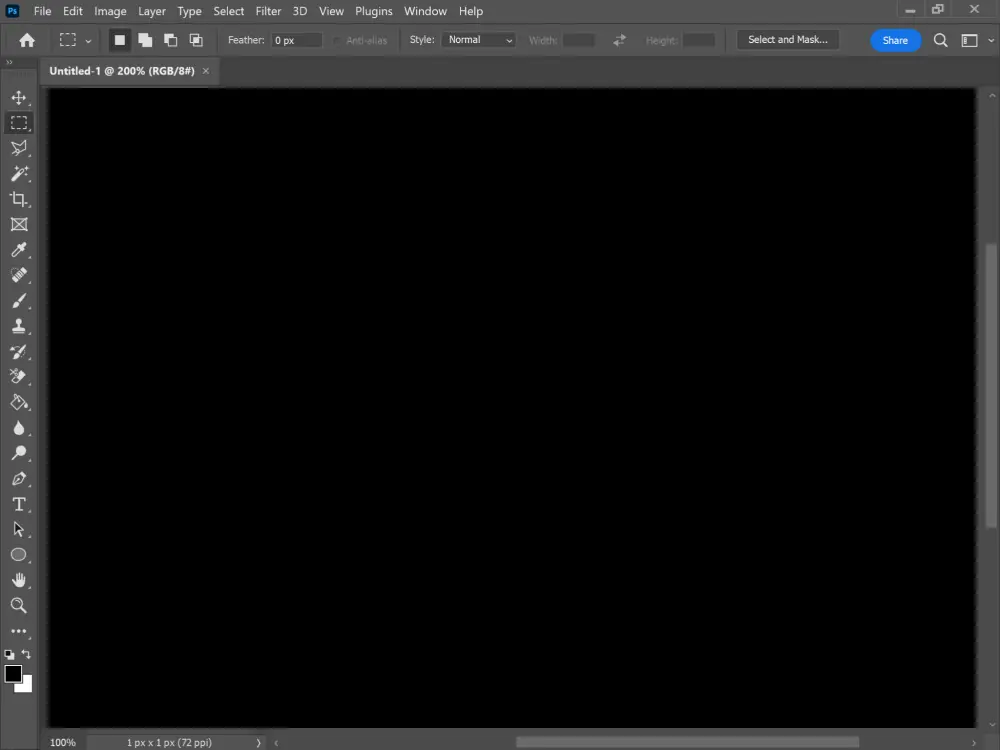 Ps File Edit Image Layer Type Select Filter 3D View Plugins Window Help
Feather: 0 px Anti-alias Style: Normal Width: Height: Select and Mask... Share
Untitled-1 @ 200% (RGB/8#) ×
100% 1 px x 1 px (72 ppi)